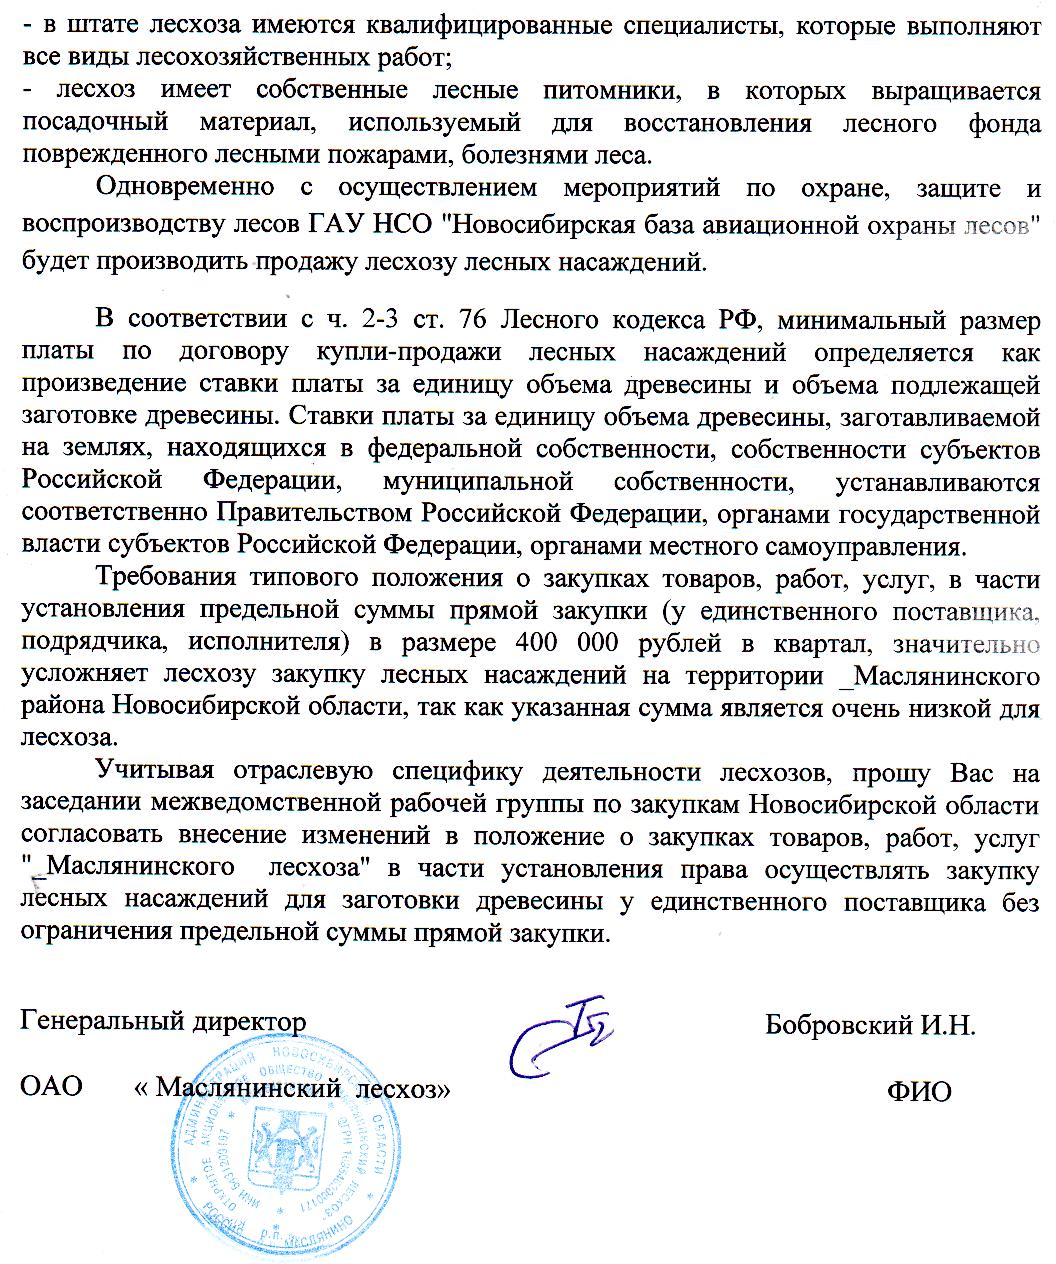 - в штате лесхоза имеются квалифицированные специалисты, которые выполняют
все виды лесохозяйственных работ;
- лесхоз имеет собственные лесные питомники, в которых выращивается
посадочный материал, используемый для восстановления лесного фонда
поврежденного лесными пожарами, болезнями леса.
Одновременно с осуществлением мероприятий по охране, защите и
воспроизводству лесов ГАУ НСО "Новосибирская база авиационной охраны лесов"
будет производить продажу лесхозу лесных насаждений.
В соответствии с ч. 2-3 ст. 76 Лесного кодекса РФ, минимальный размер
платы по договору купли-продажи лесных насаждений определяется как
произведение ставки платы за единицу объема древесины и объема подлежащей
заготовке древесины. Ставки платы за единицу объема древесины, заготавливаемой
на землях, находящихся в федеральной собственности, собственности субъектов
Российской Федерации, муниципальной собственности, устанавливаются
соответственно Правительством Российской Федерации, органами государственной
власти субъектов Российской Федерации, органами местного самоуправления.
Требования типового положения о закупках товаров, работ, услуг, в части
установления предельной суммы прямой закупки (у единственного поставщика,
подрядчика, исполнителя) в размере 400 000 рублей в квартал, значительно
усложняет лесхозу закупку лесных насаждений на территории _Маслянинского
района Новосибирской области, так как указанная сумма является очень низкой для
лесхоза.
Учитывая отраслевую специфику деятельности лесхозов, прошу Вас на
заседании межведомственной рабочей группы по закупкам Новосибирской области
согласовать внесение изменений в положение о закупках товаров, работ, услуг
"_Маслянинского лесхоза" в части установления права осуществлять закупку
лесных насаждений для заготовки древесины у единственного поставщика без
ограничения предельной суммы прямой закупки.
Генеральный директор Бобровский И.Н.
ОАО « Маслянинский лесхоз» ФИО
АДМИНИСТРАЦИЯ НОВОСИБИРСКОЙ ОБЛАСТИ
ОТКРЫТОЕ АКЦИОНЕРНОЕ ОБЩЕСТВО
РОССИЯ р.п. МАСЛЯНИНО